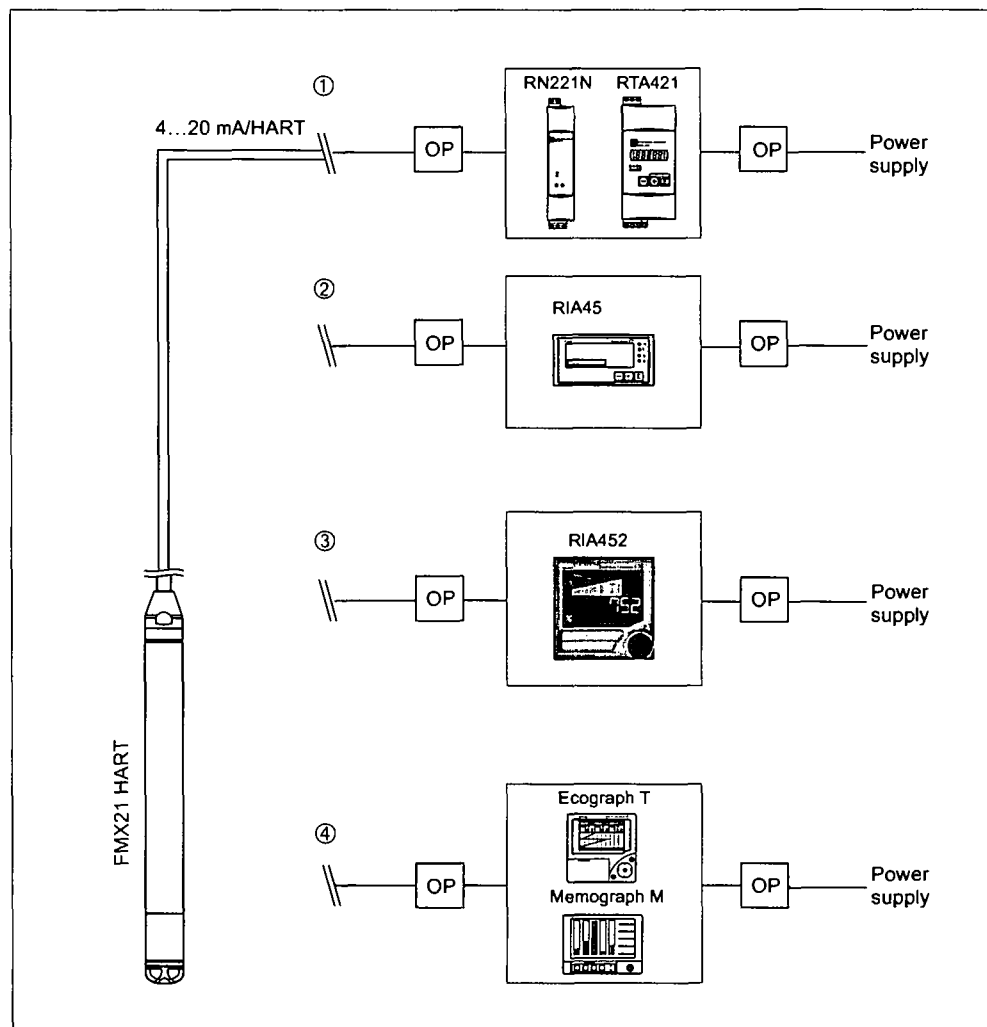 ①
4...20 mA/HART
OP
RN221N
RTA421
OP
Power
supply
②
OP
RIA45
OP
Power
supply
③
OP
RIA452
752
OP
Power
supply
④
OP
Ecograph T
Memograph M
OP
Power
supply
FMX21 HART